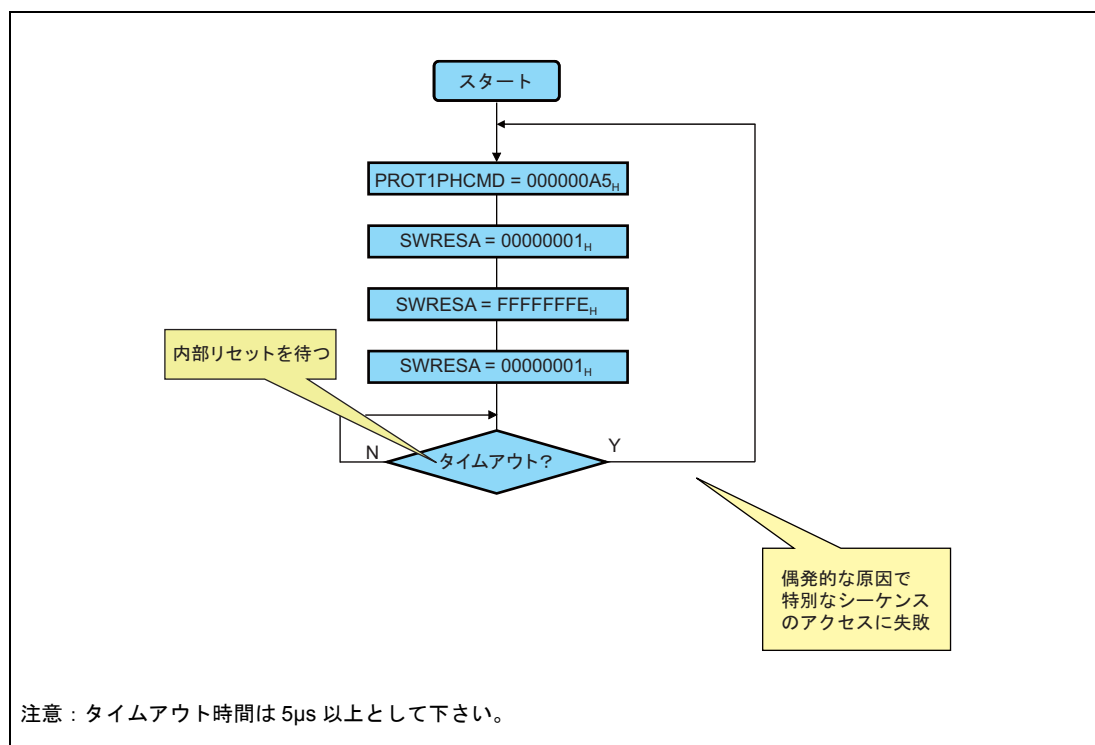 スタート
PROT1PHCMD = 000000A5H
SWRESA = 00000001H
SWRESA = FFFFFFFEH
内部リセットを待つ
SWRESA = 00000001H
N
タイムアウト？
Y
偶発的な原因で
特別なシーケンス
のアクセスに失敗
注意：タイムアウト時間は 5µs 以上として下さい。